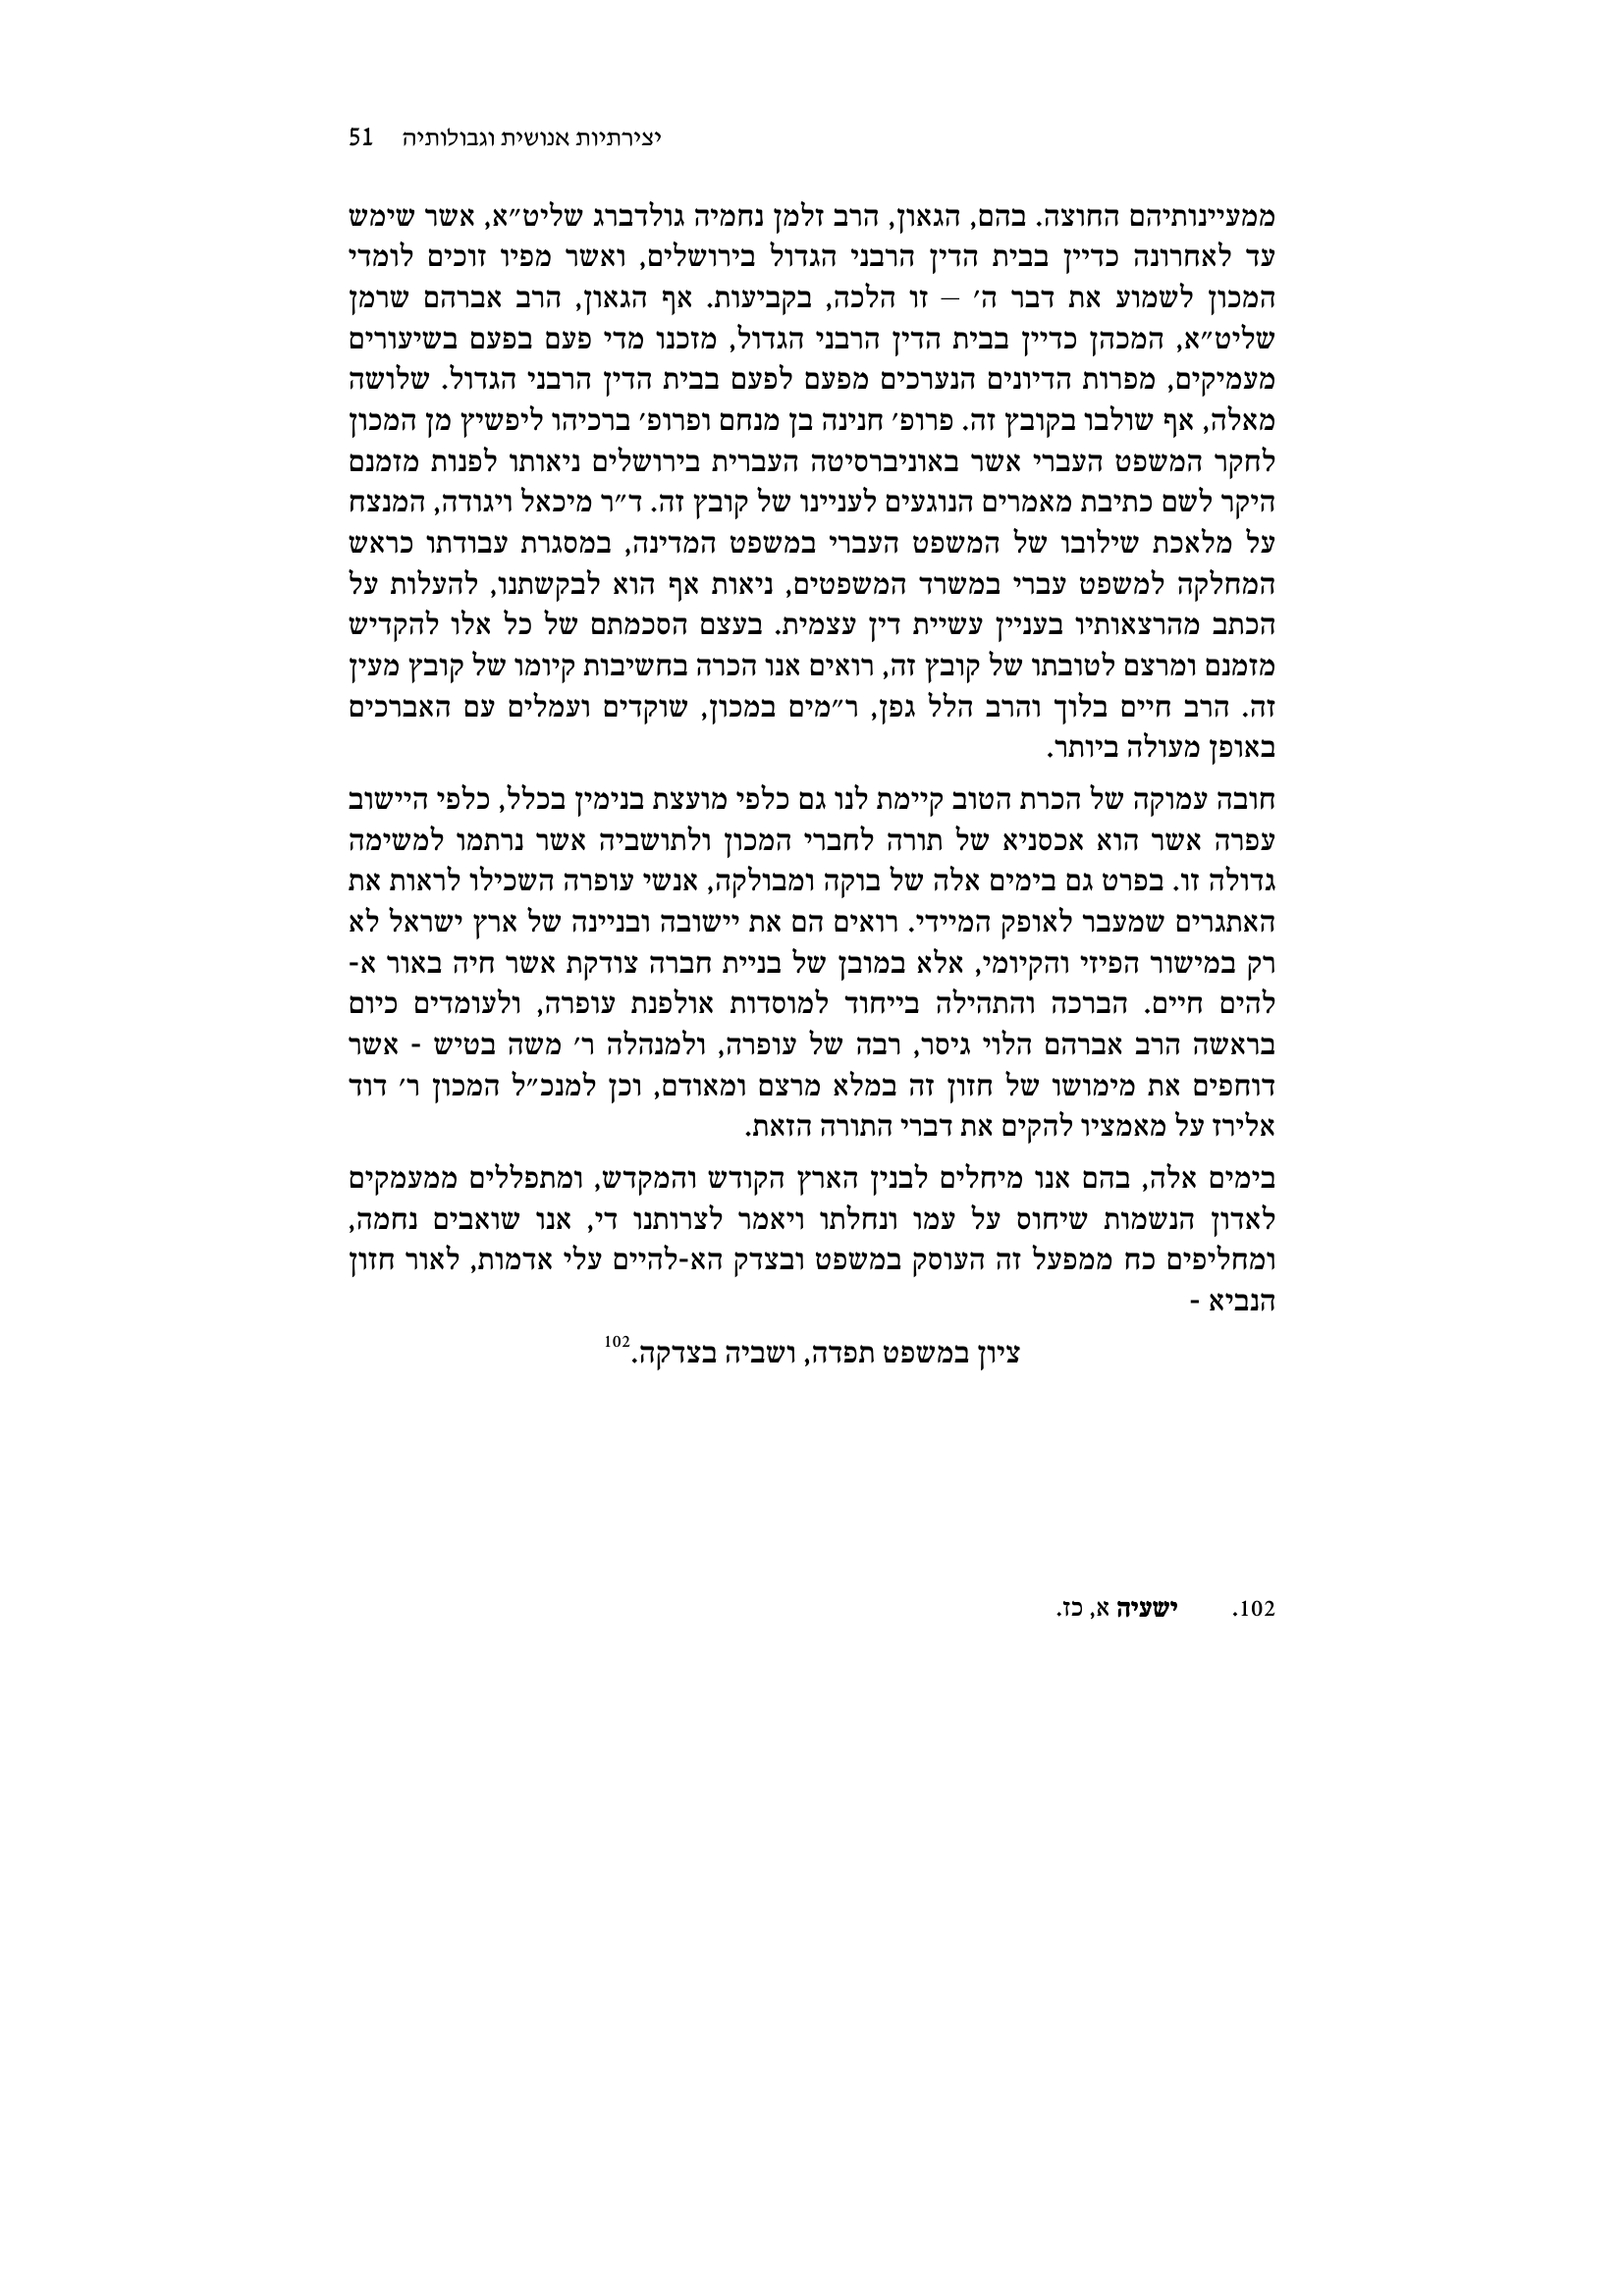 יצירתיות אנושית וגבולותיה 51
ממעיינותיהם החוצה. בהם, הגאון, הרב זלמן נחמיה גולדברג שליט״א, אשר שימש
עד לאחרונה כדיין בבית הדין הרבני הגדול בירושלים, ואשר מפיו זוכים לומדי
המכון לשמוע את דבר ה׳ – זו הלכה, בקביעות. אף הגאון, הרב אברהם שרמן
שליט״א, המכהן כדיין בבית הדין הרבני הגדול, מזכנו מדי פעם בפעם בשיעורים
מעמיקים, מפרות הדיונים הנערכים מפעם לפעם בבית הדין הרבני הגדול. שלושה
מאלה, אף שולבו בקובץ זה. פרופ׳ חנינה בן מנחם ופרופ׳ ברכיהו ליפשיץ מן המכון
לחקר המשפט העברי אשר באוניברסיטה העברית בירושלים ניאותו לפנות מזמנם
היקר לשם כתיבת מאמרים הנוגעים לעניינו של קובץ זה. ד״ר מיכאל ויגודה, המנצח
על מלאכת שילובו של המשפט העברי במשפט המדינה, במסגרת עבודתו כראש
המחלקה למשפט עברי במשרד המשפטים, ניאות אף הוא לבקשתנו, להעלות על
הכתב מהרצאותיו בעניין עשיית דין עצמית. בעצם הסכמתם של כל אלו להקדיש
מזמנם ומרצם לטובתו של קובץ זה, רואים אנו הכרה בחשיבות קיומו של קובץ מעין
זה. הרב חיים בלוך והרב הלל גפן, ר״מים במכון, שוקדים ועמלים עם האברכים
באופן מעולה ביותר.
חובה עמוקה של הכרת הטוב קיימת לנו גם כלפי מועצת בנימין בכלל, כלפי היישוב
עפרה אשר הוא אכסניא של תורה לחברי המכון ולתושביה אשר נרתמו למשימה
גדולה זו. בפרט גם בימים אלה של בוקה ומבולקה, אנשי עופרה השכילו לראות את
האתגרים שמעבר לאופק המיידי. רואים הם את יישובה ובניינה של ארץ ישראל לא
רק במישור הפיזי והקיומי, אלא במובן של בניית חברה צודקת אשר חיה באור א-
להים חיים. הברכה והתהילה בייחוד למוסדות אולפנת עופרה, ולעומדים כיום
בראשה הרב אברהם הלוי גיסר, רבה של עופרה, ולמנהלה ר׳ משה בטיש - אשר
דוחפים את מימושו של חזון זה במלא מרצם ומאודם, וכן למנכ״ל המכון ר׳ דוד
אלירז על מאמציו להקים את דברי התורה הזאת.
בימים אלה, בהם אנו מיחלים לבנין הארץ הקודש והמקדש, ומתפללים ממעמקים
לאדון הנשמות שיחוס על עמו ונחלתו ויאמר לצרותנו די, אנו שואבים נחמה,
ומחליפים כח ממפעל זה העוסק במשפט ובצדק הא-להיים עלי אדמות, לאור חזון
הנביא -
ציון במשפט תפדה, ושביה בצדקה.102
102. ישעיה א, כז.